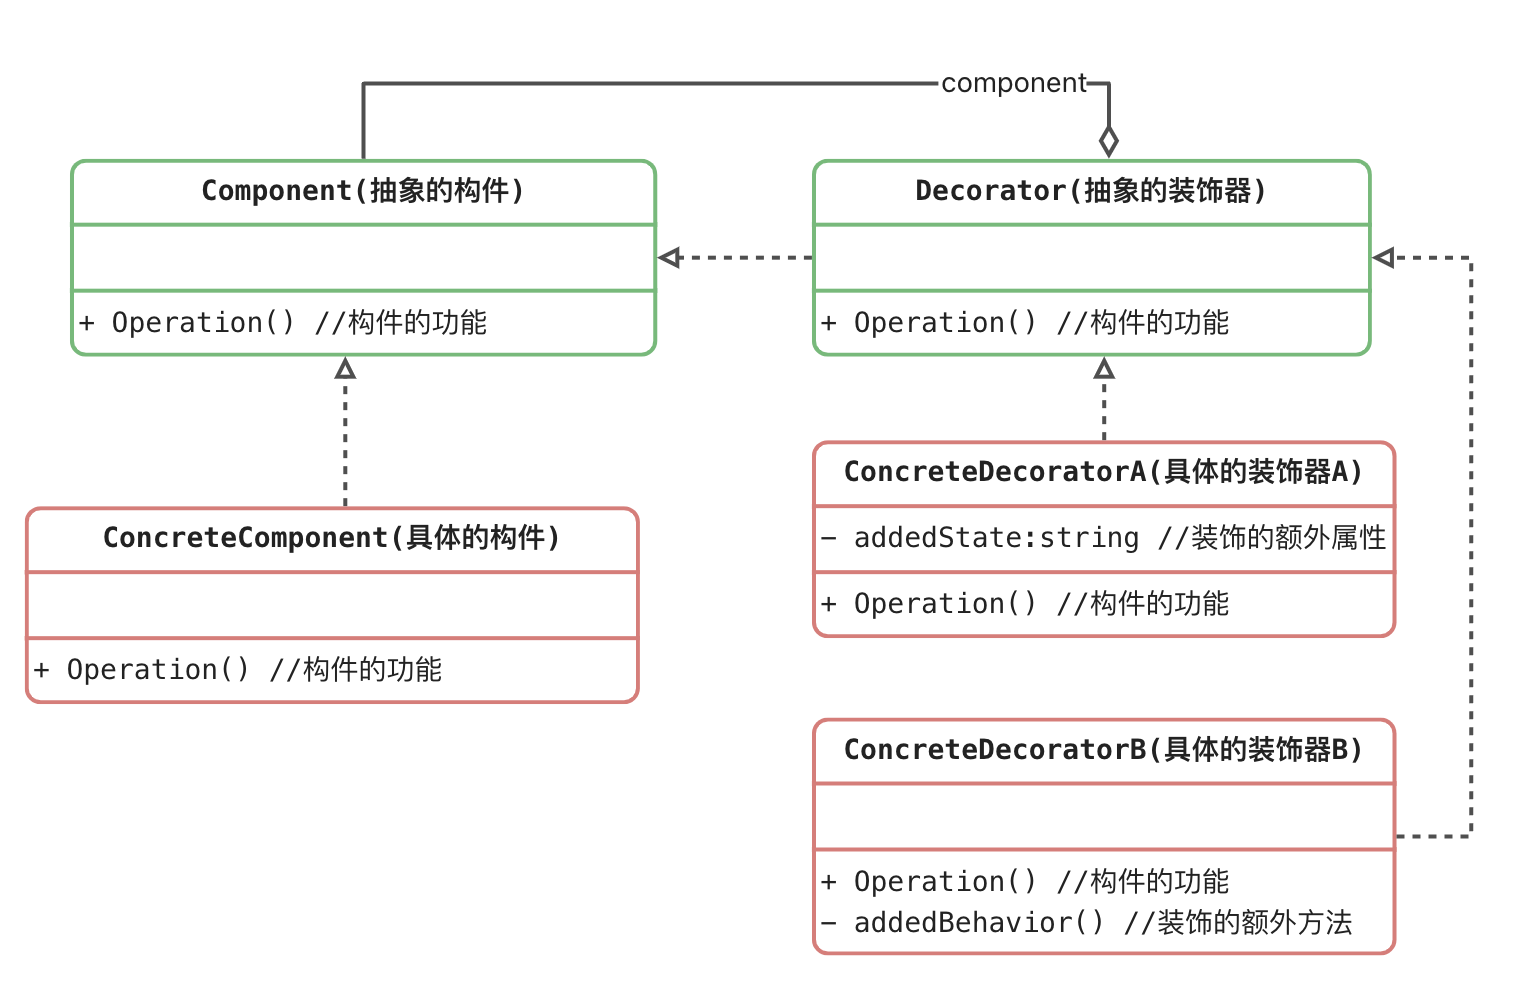 component
Component(抽象的构件)
+ Operation() //构件的功能
Decorator(抽象的装饰器)
+ Operation() //构件的功能
ConcreteComponent(具体的构件)
+ Operation() //构件的功能
ConcreteDecoratorA(具体的装饰器A)
− addedState:string //装饰的额外属性
+ Operation() //构件的功能
ConcreteDecoratorB(具体的装饰器B)
+ Operation() //构件的功能
− addedBehavior() //装饰的额外方法